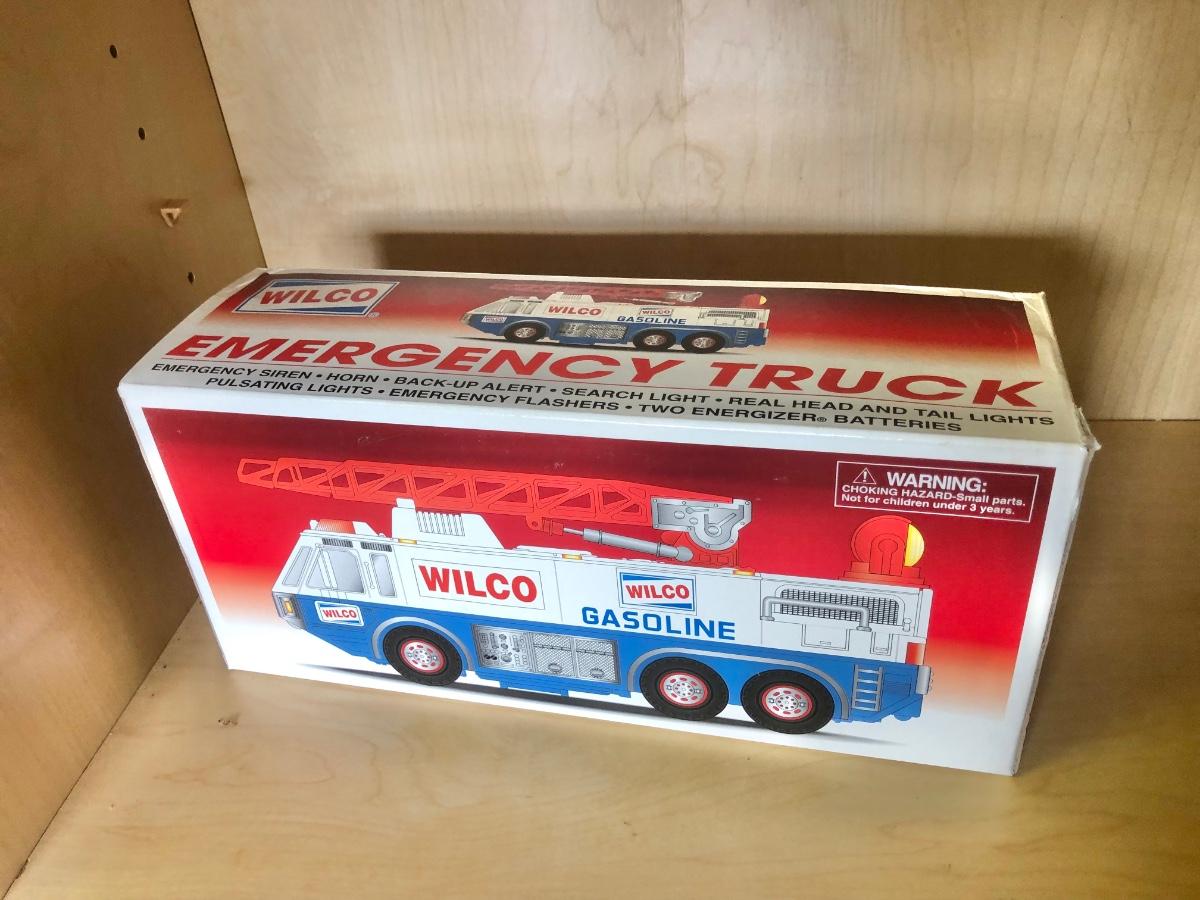 WILCO
WILCO
WILCO
GASOLINE
EMERGENCY TRUCK
EMERGENCY SIREN • HORN • BACK-UP ALERT • SEARCH LIGHT • REAL HEAD AND TAIL LIGHTS
PULSATING LIGHTS • EMERGENCY FLASHERS • TWO ENERGIZER® BATTERIES
WARNING:
CHOKING HAZARD-Small parts.
Not for children under 3 years.
WILCO
WILCO
GASOLINE
WILCO